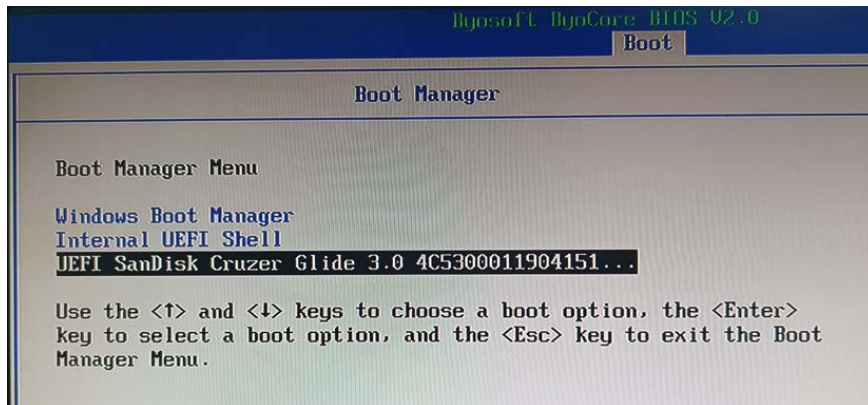 Byosoft ByoCore BIOS V2.0
Boot
Boot Manager
Boot Manager Menu
Windows Boot Manager
Internal UEFI Shell
UEFI SanDisk Cruzer Glide 3.0 4C5300011904151...
Use the <↑> and <↓> keys to choose a boot option, the <Enter>
key to select a boot option, and the <Esc> key to exit the Boot
Manager Menu.